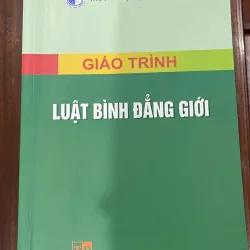 GIÁO TRÌNH
LUẬT BÌNH ĐẲNG GIỚI